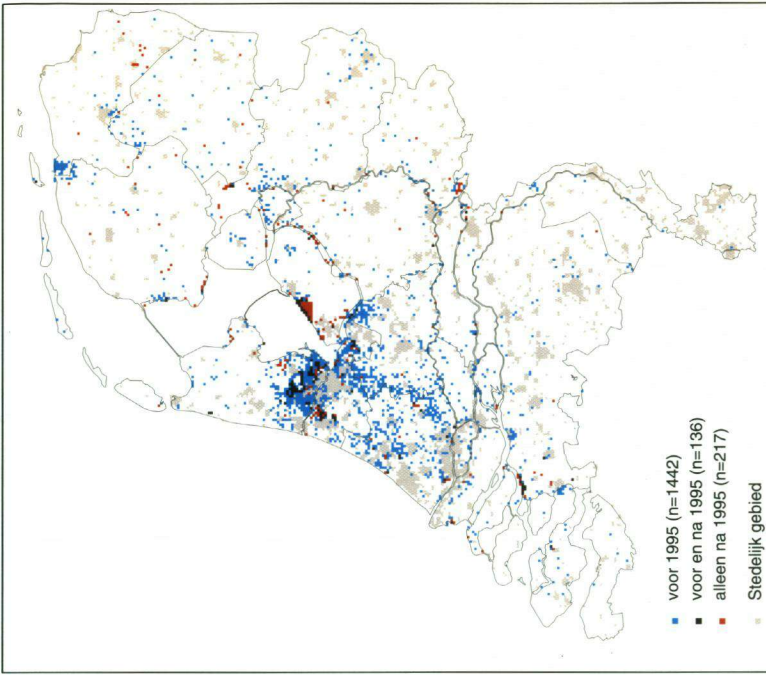 voor 1995 (n=1442)
voor en na 1995 (n=136)
alleen na 1995 (n=217)
Stedelijk gebied